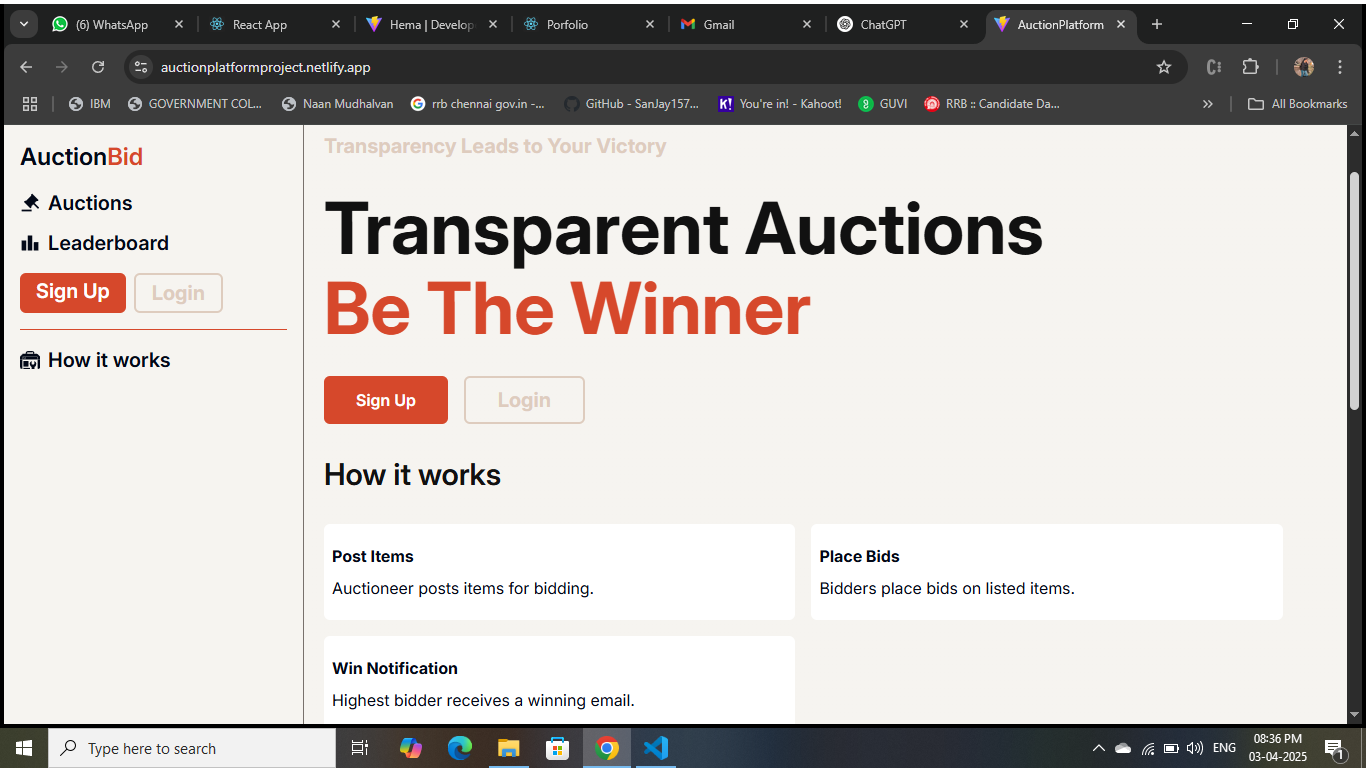 (6) WhatsApp
React App
Hema | Develop
Porfolio
Gmail
ChatGPT
AuctionPlatform
auctionplatformproject.netlify.app
IBM
GOVERNMENT COL...
Naan Mudhalvan
rrb chennai gov.in -...
GitHub - SanJay157...
K! You're in! - Kahoot!
GUVI
RRB :: Candidate Da...
All Bookmarks
AuctionBid
Auctions
Leaderboard
Sign Up Login
How it works
Transparency Leads to Your Victory
Transparent Auctions
Be The Winner
Sign Up Login
How it works
Post Items
Auctioneer posts items for bidding.
Place Bids
Bidders place bids on listed items.
Win Notification
Highest bidder receives a winning email.
Type here to search
ENG
08:36 PM
03-04-2025
1